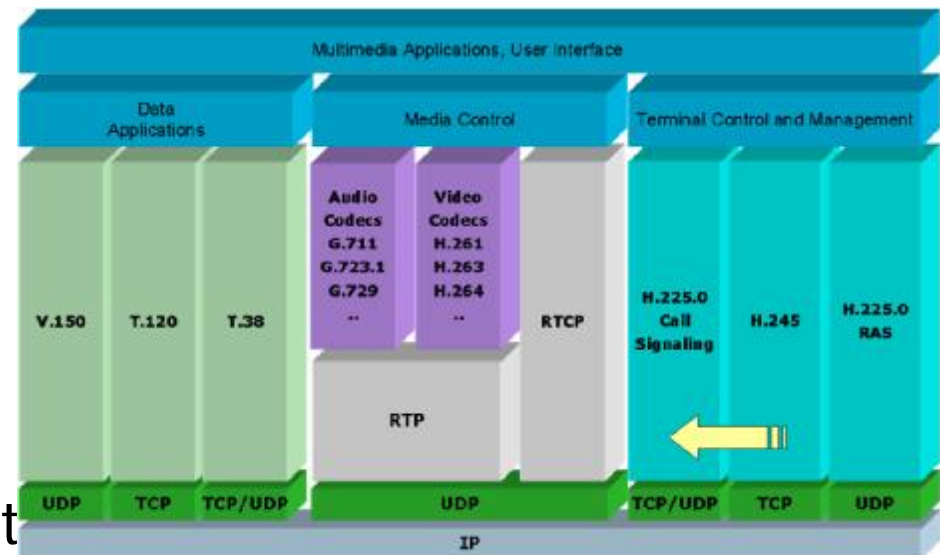 Multimedia Applications, User Interface
Data
Applications
Media Control
Terminal Control and Management
V.150
T.120
T.38
Audio
Codecs
G.711
G.723.1
G.729
..
Video
Codecs
H.261
H.263
H.264
..
RTP
RTCP
H.225.0
Call
Signaling
H.245
H.225.0
RAS
UDP
TCP
TCP/UDP
UDP
TCP/UDP
TCP
UDP
t
IP